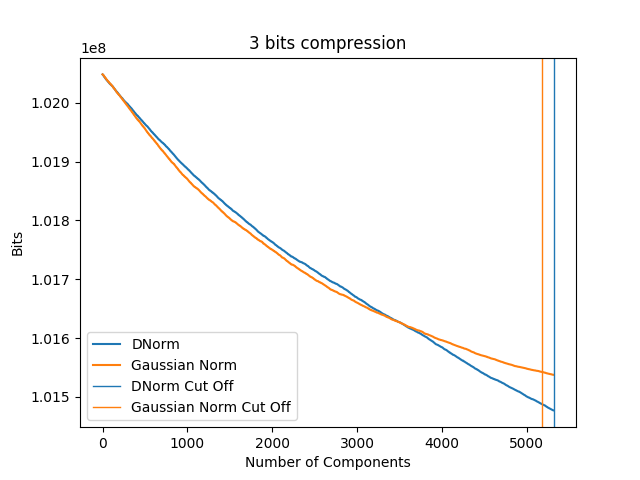 3 bits compression
1e8
1.020
1.019
1.018
1.017
1.016
1.015
Bits
DNorm
Gaussian Norm
DNorm Cut Off
Gaussian Norm Cut Off
0 1000 2000 3000 4000 5000
Number of Components